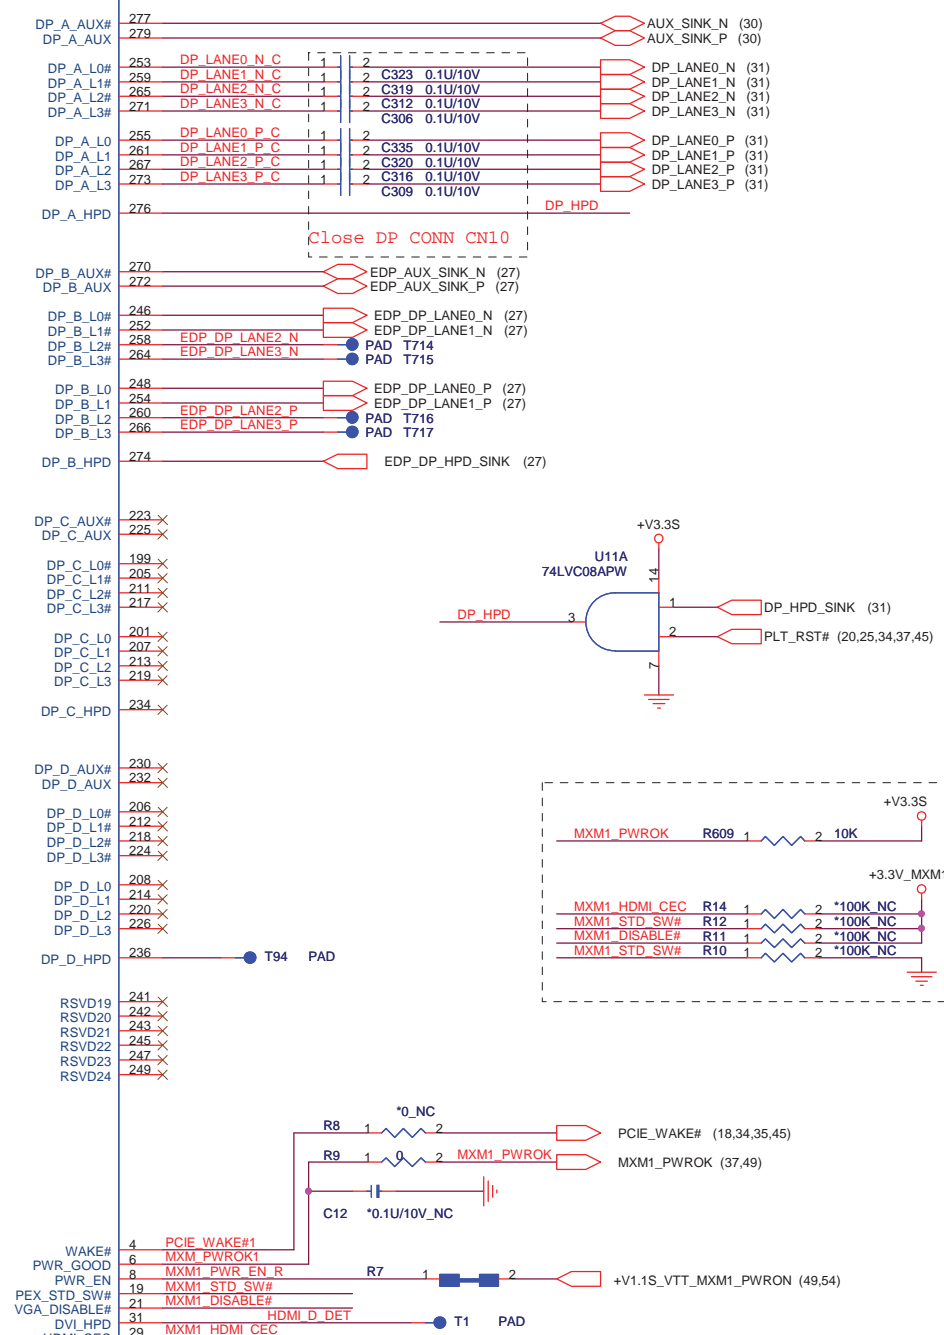 DP_A_AUX# 277 AUX_SINK_N (30)
DP_A_AUX 279 AUX_SINK_P (30)
DP_A_L0# 253 DP_LANE0_N_C 1 2 DP_LANE0_N (31)
C323 0.1U/10V
DP_A_L1# 259 DP_LANE1_N_C 1 2 DP_LANE1_N (31)
C319 0.1U/10V
DP_A_L2# 265 DP_LANE2_N_C 1 2 DP_LANE2_N (31)
C312 0.1U/10V
DP_A_L3# 271 DP_LANE3_N_C 1 2 DP_LANE3_N (31)
C306 0.1U/10V
DP_A_L0 255 DP_LANE0_P_C 1 2 DP_LANE0_P (31)
C335 0.1U/10V
DP_A_L1 261 DP_LANE1_P_C 1 2 DP_LANE1_P (31)
C320 0.1U/10V
DP_A_L2 267 DP_LANE2_P_C 1 2 DP_LANE2_P (31)
C316 0.1U/10V
DP_A_L3 273 DP_LANE3_P_C 1 2 DP_LANE3_P (31)
C309 0.1U/10V
DP_A_HPD 276 DP_HPD
Close DP CONN CN10
DP_B_AUX# 270 EDP_AUX_SINK_N (27)
DP_B_AUX 272 EDP_AUX_SINK_P (27)
DP_B_L0# 246 EDP_DP_LANE0_N (27)
DP_B_L1# 252 EDP_DP_LANE1_N (27)
DP_B_L2# 258 EDP_DP_LANE2_N PAD T714
DP_B_L3# 264 EDP_DP_LANE3_N PAD T715
DP_B_L0 248 EDP_DP_LANE0_P (27)
DP_B_L1 254 EDP_DP_LANE1_P (27)
DP_B_L2 260 EDP_DP_LANE2_P PAD T716
DP_B_L3 266 EDP_DP_LANE3_P PAD T717
DP_B_HPD 274 EDP_DP_HPD_SINK (27)
DP_C_AUX# 223
DP_C_AUX 225
DP_C_L0# 199
DP_C_L1# 205
DP_C_L2# 211
DP_C_L3# 217
DP_C_L0 201
DP_C_L1 207
DP_C_L2 213
DP_C_L3 219
DP_C_HPD 234
+V3.3S
U11A
74LVC08APW
14
DP_HPD 3 1 DP_HPD_SINK (31)
2 PLT_RST# (20,25,34,37,45)
7
DP_D_AUX# 230
DP_D_AUX 232
DP_D_L0# 206
DP_D_L1# 212
DP_D_L2# 218
DP_D_L3# 224
DP_D_L0 208
DP_D_L1 214
DP_D_L2 220
DP_D_L3 226
DP_D_HPD 236 T94 PAD
+V3.3S
MXM1_PWROK R609 1 2 10K
+3.3V_MXM1
MXM1_HDMI_CEC R14 1 2 *100K_NC
MXM1_STD_SW# R12 1 2 *100K_NC
MXM1_DISABLE# R11 1 2 *100K_NC
MXM1_STD_SW# R10 1 2 *100K_NC
RSVD19 241
RSVD20 242
RSVD21 243
RSVD22 245
RSVD23 247
RSVD24 249
*0_NC
R8 1 2 PCIE_WAKE# (18,34,35,45)
R9 1 0 2 MXM1_PWROK MXM1_PWROK (37,49)
C12 *0.1U/10V_NC
WAKE# 4 PCIE_WAKE#1
PWR_GOOD 6 MXM_PWROK1
PWR_EN 8 MXM1_PWR_EN_R R7 1 2 +V1.1S_VTT_MXM1_PWRON (49,54)
PEX_STD_SW# 19 MXM1_STD_SW#
VGA_DISABLE# 21 MXM1_DISABLE#
DVI_HPD 31 HDMI_D_DET T1 PAD
HDMI_CEC 29 MXM1_HDMI_CEC